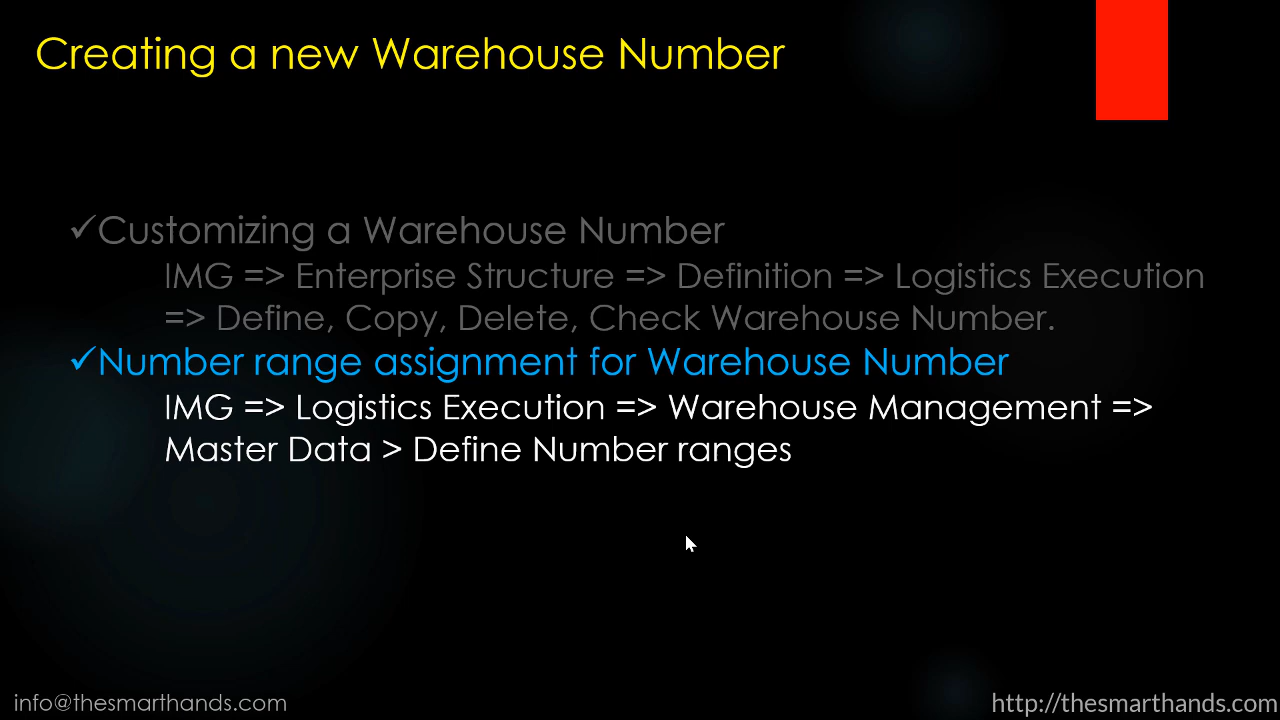 Creating a new Warehouse Number
✓Customizing a Warehouse Number
IMG => Enterprise Structure => Definition => Logistics Execution
=> Define, Copy, Delete, Check Warehouse Number.
✓Number range assignment for Warehouse Number
IMG => Logistics Execution => Warehouse Management =>
Master Data > Define Number ranges
info@thesmarthands.com
http://thesmarthands.com